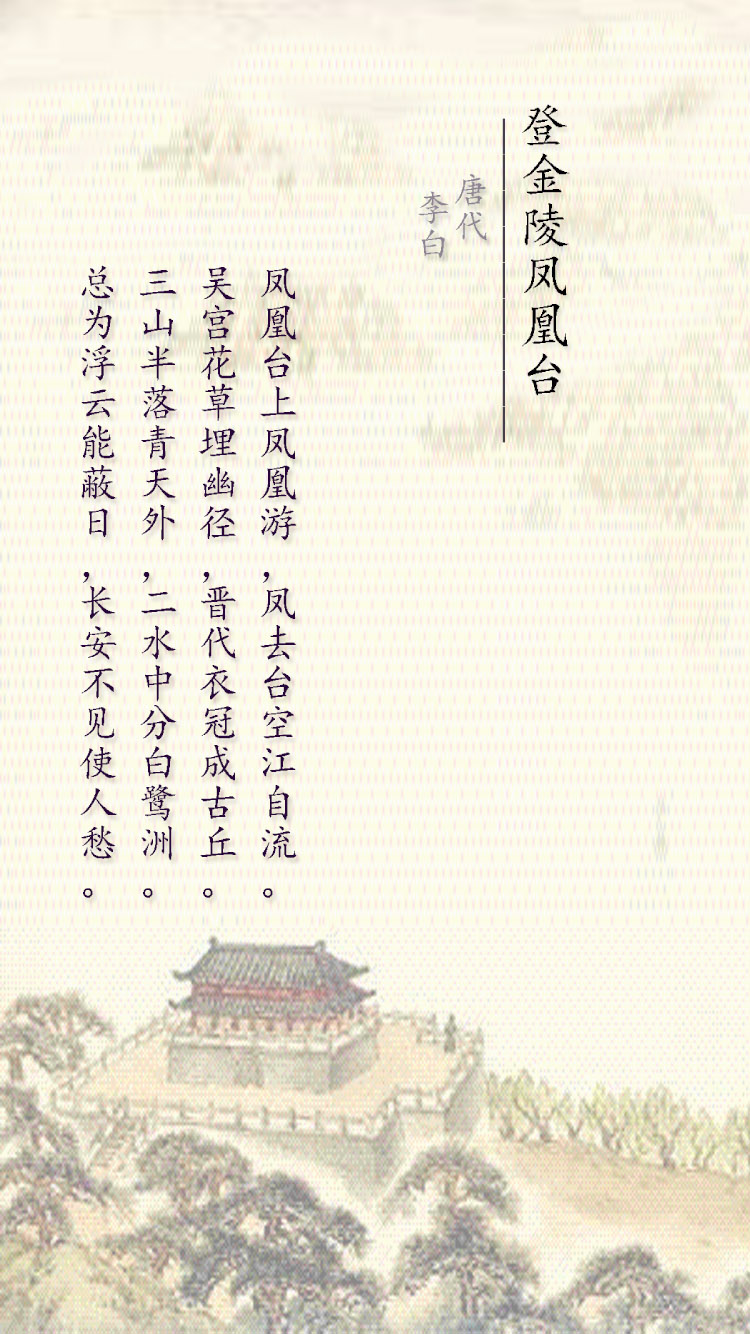 登金陵凤凰台
唐代
李白
凤凰台上凤凰游，凤去台空江自流。
吴宫花草埋幽径，晋代衣冠成古丘。
三山半落青天外，二水中分白鹭洲。
总为浮云能蔽日，长安不见使人愁。